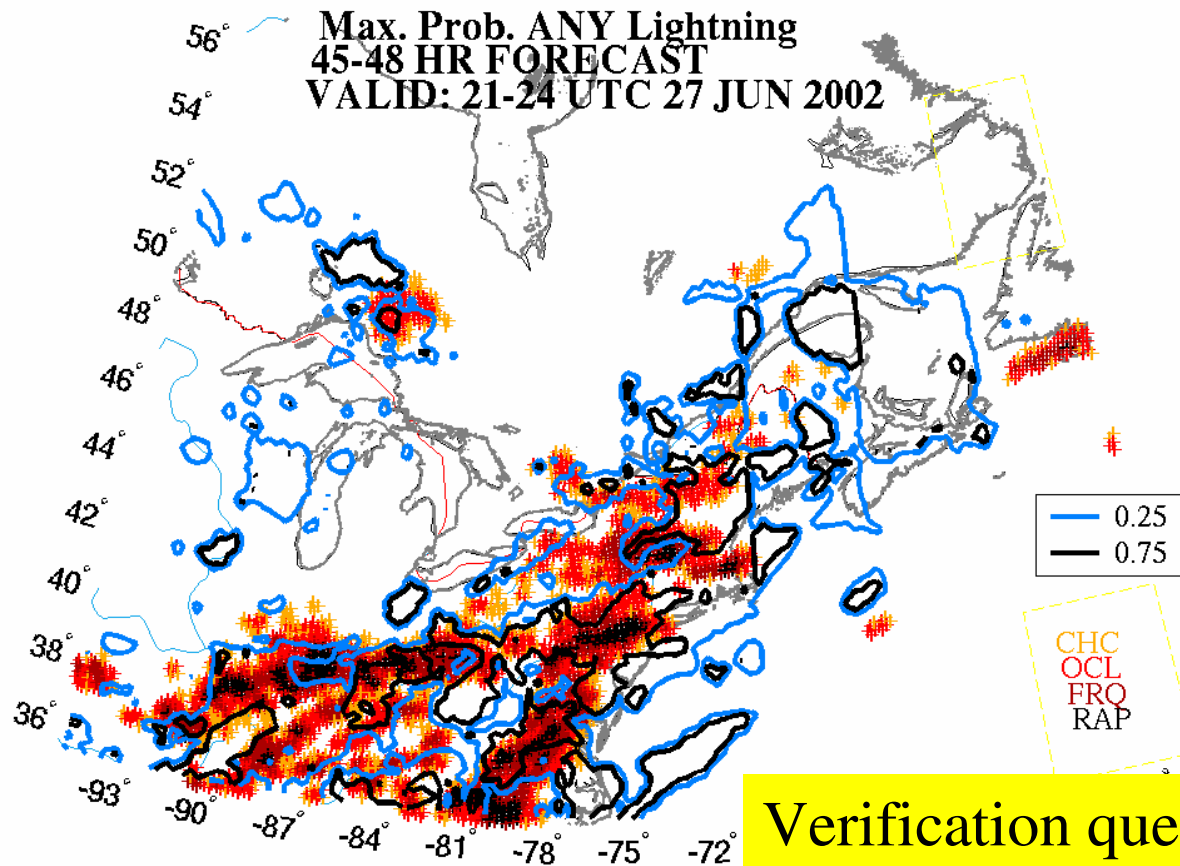 Max. Prob. ANY Lightning
45-48 HR FORECAST
VALID: 21-24 UTC 27 JUN 2002
56°
54°
52°
50°
48°
46°
44°
42°
40°
38°
36°
-93°
-90°
-87°
-84°
-81°
-78°
-75°
-72°
0.25
0.75
CHC
OCL
FRQ
RAP
Verification que